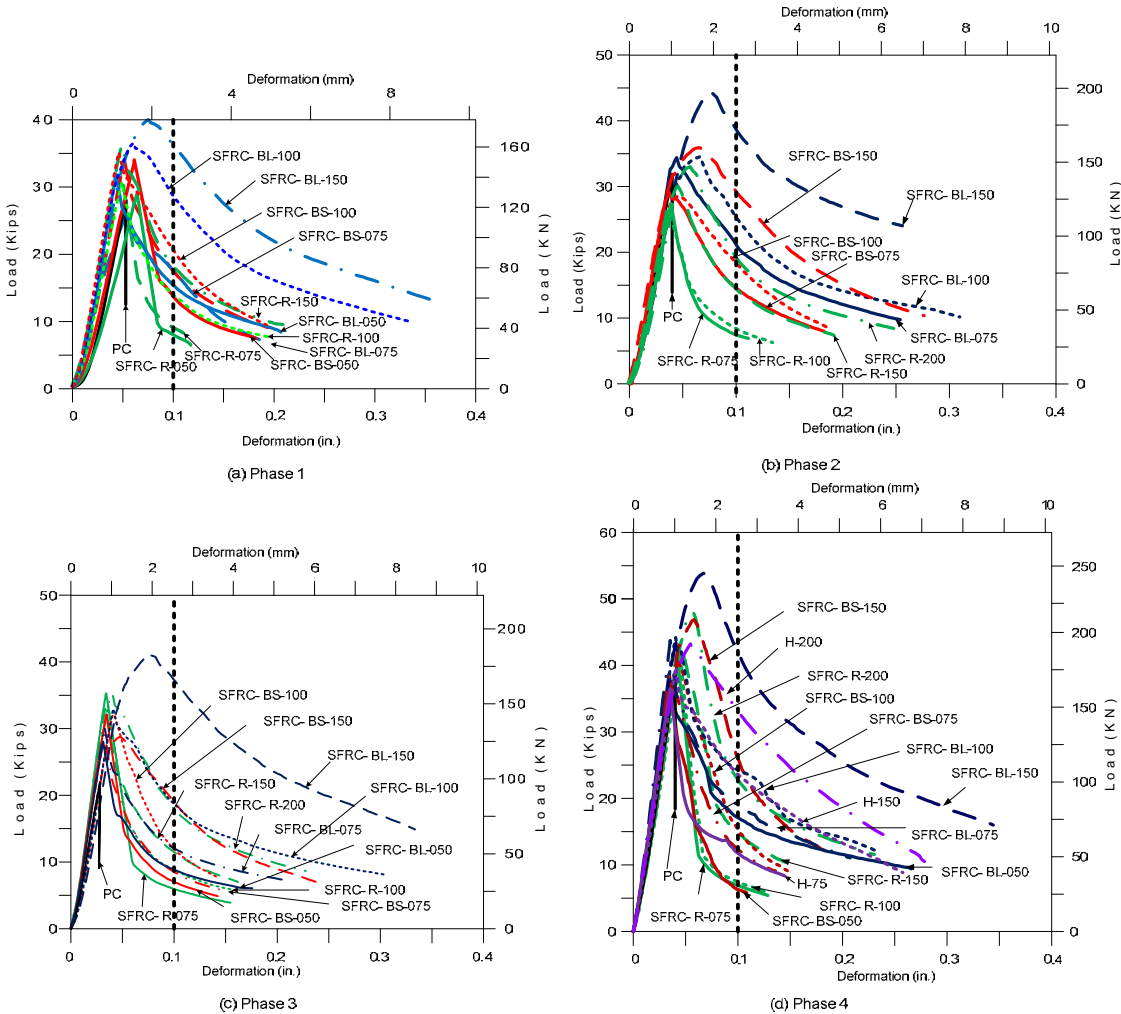 Deformation (mm)
0 4 8
40
30
20
10
0
Load (Kips)
160
120
80
40
0
Load (KN)
SFRC- BL-100
SFRC- BL-150
SFRC- BS-100
SFRC- BS-075
SFRC-R-150
SFRC- BL-050
SFRC- R-100
SFRC- BL-075
SFRC- BS-050
SFRC-R-075
SFRC-R-050
PC
0 0.1 0.2 0.3 0.4
Deformation (in.)
(a) Phase 1
Deformation (mm)
0 2 4 6 8 10
50
40
30
20
10
0
Load (Kips)
200
150
100
50
0
Load (KN)
SFRC- BS-150
SFRC- BL-150
SFRC- BS-100
SFRC- BS-075
SFRC- BL-100
SFRC- BL-075
SFRC- R-200
SFRC- R-150
SFRC- R-100
SFRC- R-075
PC
0 0.1 0.2 0.3 0.4
Deformation (in.)
(b) Phase 2
Deformation (mm)
0 2 4 6 8 10
50
40
30
20
10
0
Load (Kips)
200
150
100
50
0
Load (KN)
SFRC- BS-100
SFRC- BS-150
SFRC- BL-150
SFRC- R-150
SFRC- BL-100
SFRC- R-200
SFRC- BL-075
SFRC- BL-050
SFRC- R-100
SFRC- BS-075
SFRC- BS-050
SFRC- R-075
PC
0 0.1 0.2 0.3 0.4
Deformation (in.)
(c) Phase 3
Deformation (mm)
0 2 4 6 8 10
60
50
40
30
20
10
0
Load (Kips)
250
200
150
100
50
0
Load (KN)
SFRC- BS-150
H-200
SFRC- R-200
SFRC- BS-100
SFRC- BS-075
SFRC- BL-100
SFRC- BL-150
H-150
SFRC- BL-075
SFRC- BL-050
SFRC- R-150
H-75
SFRC- R-100
SFRC- BS-050
SFRC- R-075
PC
0 0.1 0.2 0.3 0.4
Deformation (in.)
(d) Phase 4